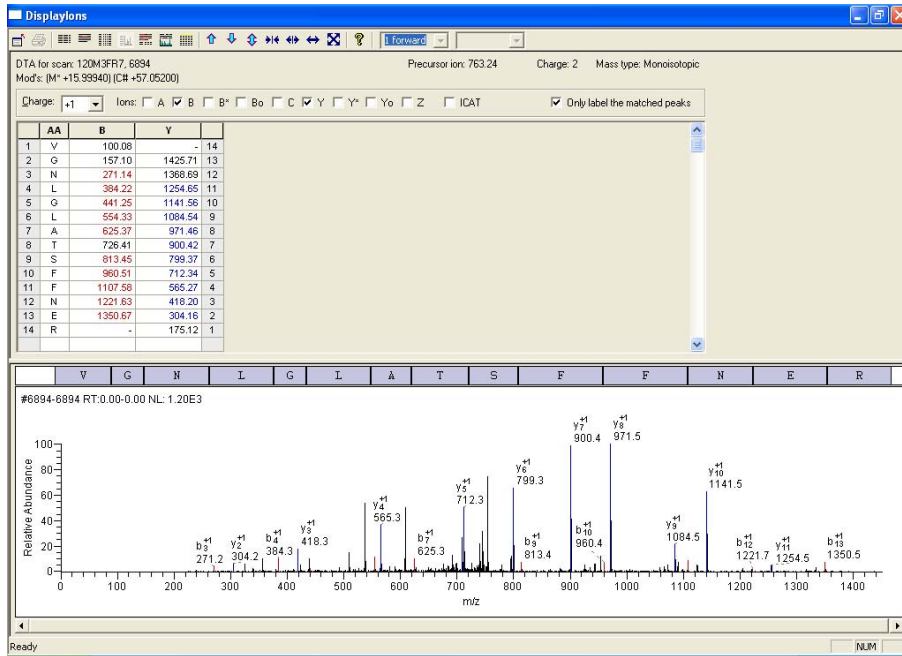 DisplayIons
1 forward
DTA for scan: 120M3FR7, 6894 Precursor ion: 763.24 Charge: 2 Mass type: Monoisotopic
Mod's: (M* +15.99940) (C# +57.05200)
Charge: +1 Ions: A B B* Bo C Y Y* Yo Z ICAT Only label the matched peaks
AA B Y
1 V 100.08 - 14
2 G 157.10 1425.71 13
3 N 271.14 1368.69 12
4 L 384.22 1254.65 11
5 G 441.25 1141.56 10
6 L 554.33 1084.54 9
7 A 625.37 971.46 8
8 T 726.41 900.42 7
9 S 813.45 799.37 6
10 F 960.51 712.34 5
11 F 1107.58 565.27 4
12 N 1221.63 418.20 3
13 E 1350.67 304.16 2
14 R - 175.12 1
V G N L G L A T S F F N E R
#6894-6894 RT:0.00-0.00 NL: 1.20E3
Relative Abundance
100
80
60
40
20
0
b3+1 271.2
y2+1 304.2
b4+1 384.3
y3+1 418.3
y4+1 565.3
b7+1 625.3
y5+1 712.3
y6+1 799.3
b9+1 813.4
y7+1 900.4
b10+1 960.4
y8+1 971.5
y9+1 1084.5
y10+1 1141.5
b12+1 1221.7
y11+1 1254.5
b13+1 1350.5
0 100 200 300 400 500 600 700 800 900 1000 1100 1200 1300 1400
m/z
Ready NUM